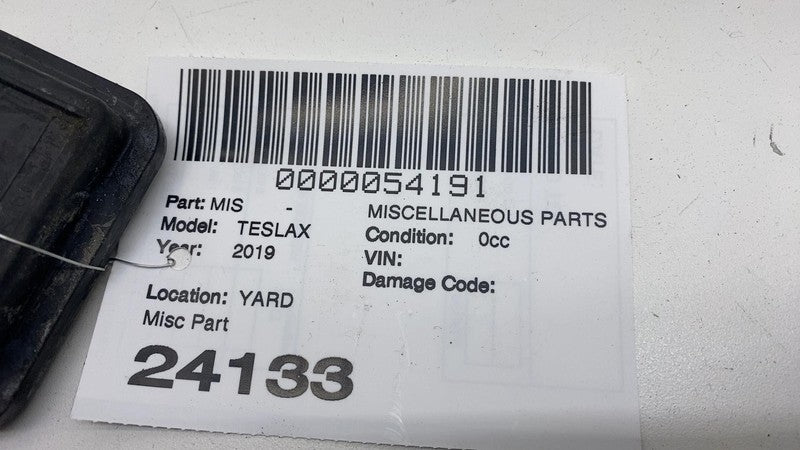 0000054191
Part: MIS - MISCELLANEOUS PARTS
Model: TESLAX Condition: 0cc
Year: 2019 VIN:
Damage Code:
Location: YARD
Misc Part
24133